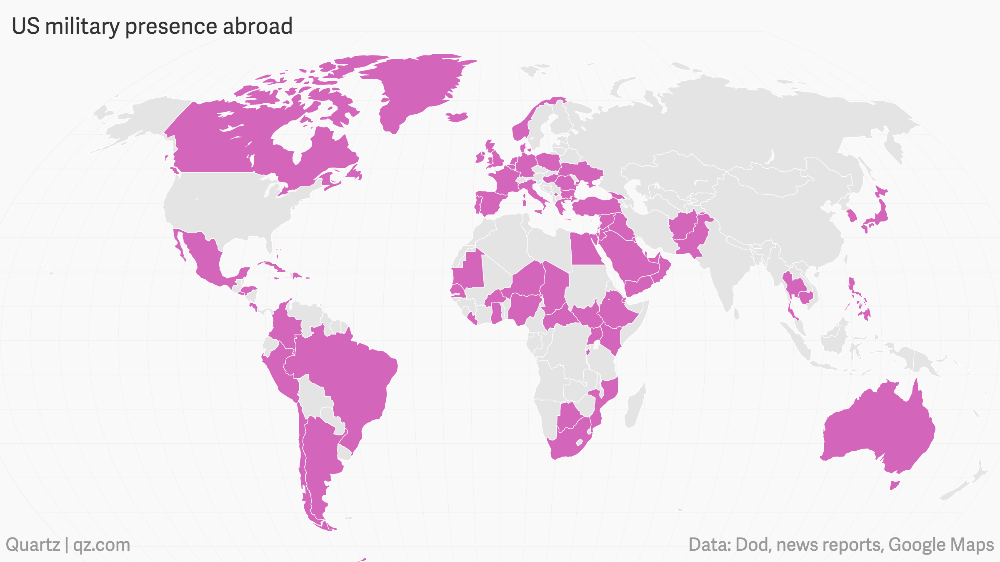 US military presence abroad
Quartz | qz.com
Data: Dod, news reports, Google Maps